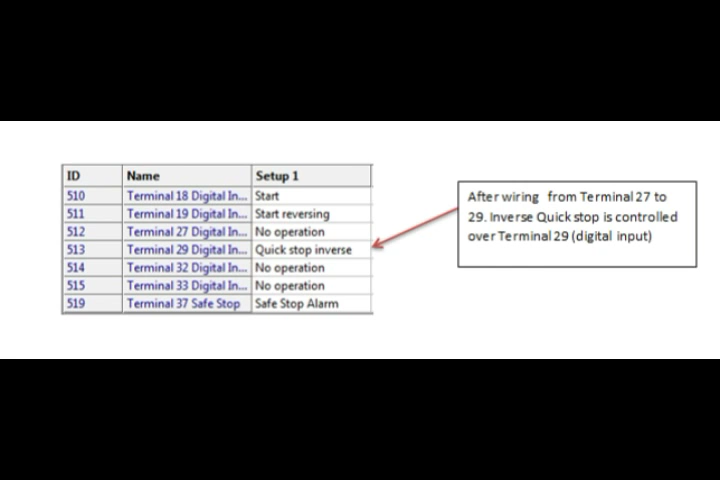 ID Name Setup 1
510 Terminal 18 Digital In... Start
511 Terminal 19 Digital In... Start reversing
512 Terminal 27 Digital In... No operation
513 Terminal 29 Digital In... Quick stop inverse
514 Terminal 32 Digital In... No operation
515 Terminal 33 Digital In... No operation
519 Terminal 37 Safe Stop Safe Stop Alarm
After wiring from Terminal 27 to
29. Inverse Quick stop is controlled
over Terminal 29 (digital input)